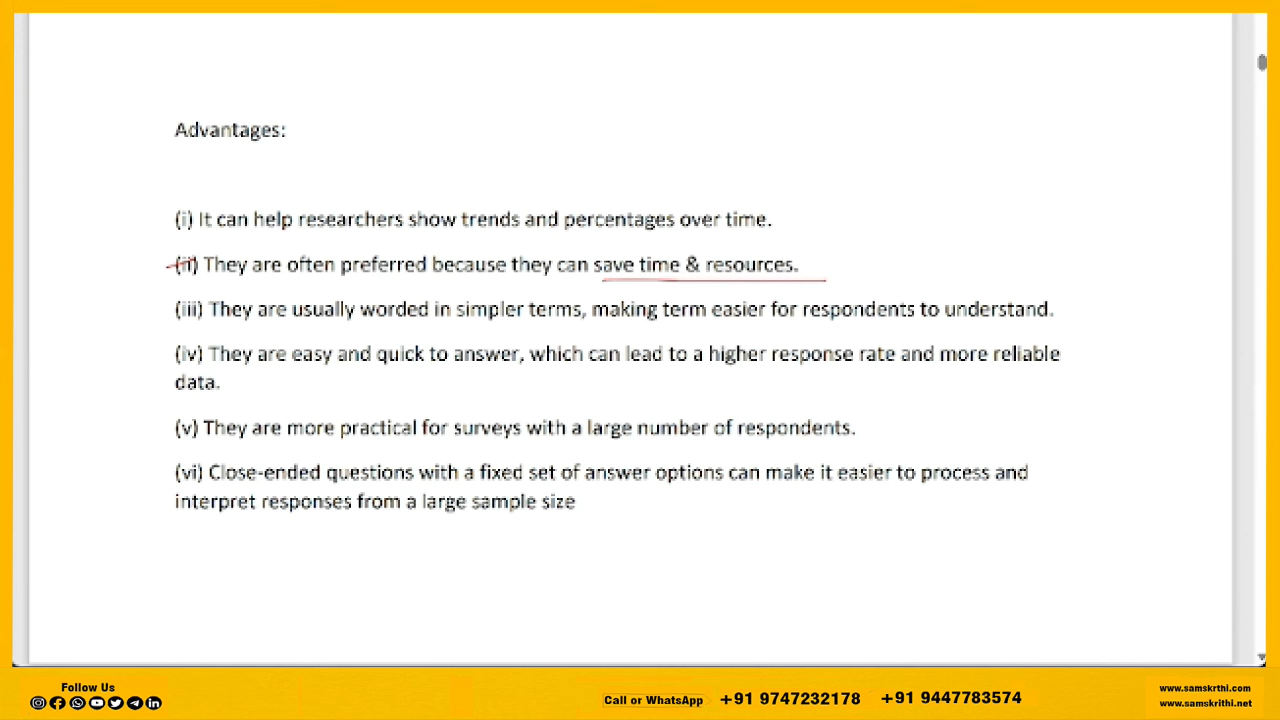 Advantages:
(i) It can help researchers show trends and percentages over time.
(ii) They are often preferred because they can save time & resources.
(iii) They are usually worded in simpler terms, making term easier for respondents to understand.
(iv) They are easy and quick to answer, which can lead to a higher response rate and more reliable
data.
(v) They are more practical for surveys with a large number of respondents.
(vi) Close-ended questions with a fixed set of answer options can make it easier to process and
interpret responses from a large sample size
Follow Us
Call or WhatsApp +91 9747232178 +91 9447783574
www.samskrthi.com
www.samskrithi.net